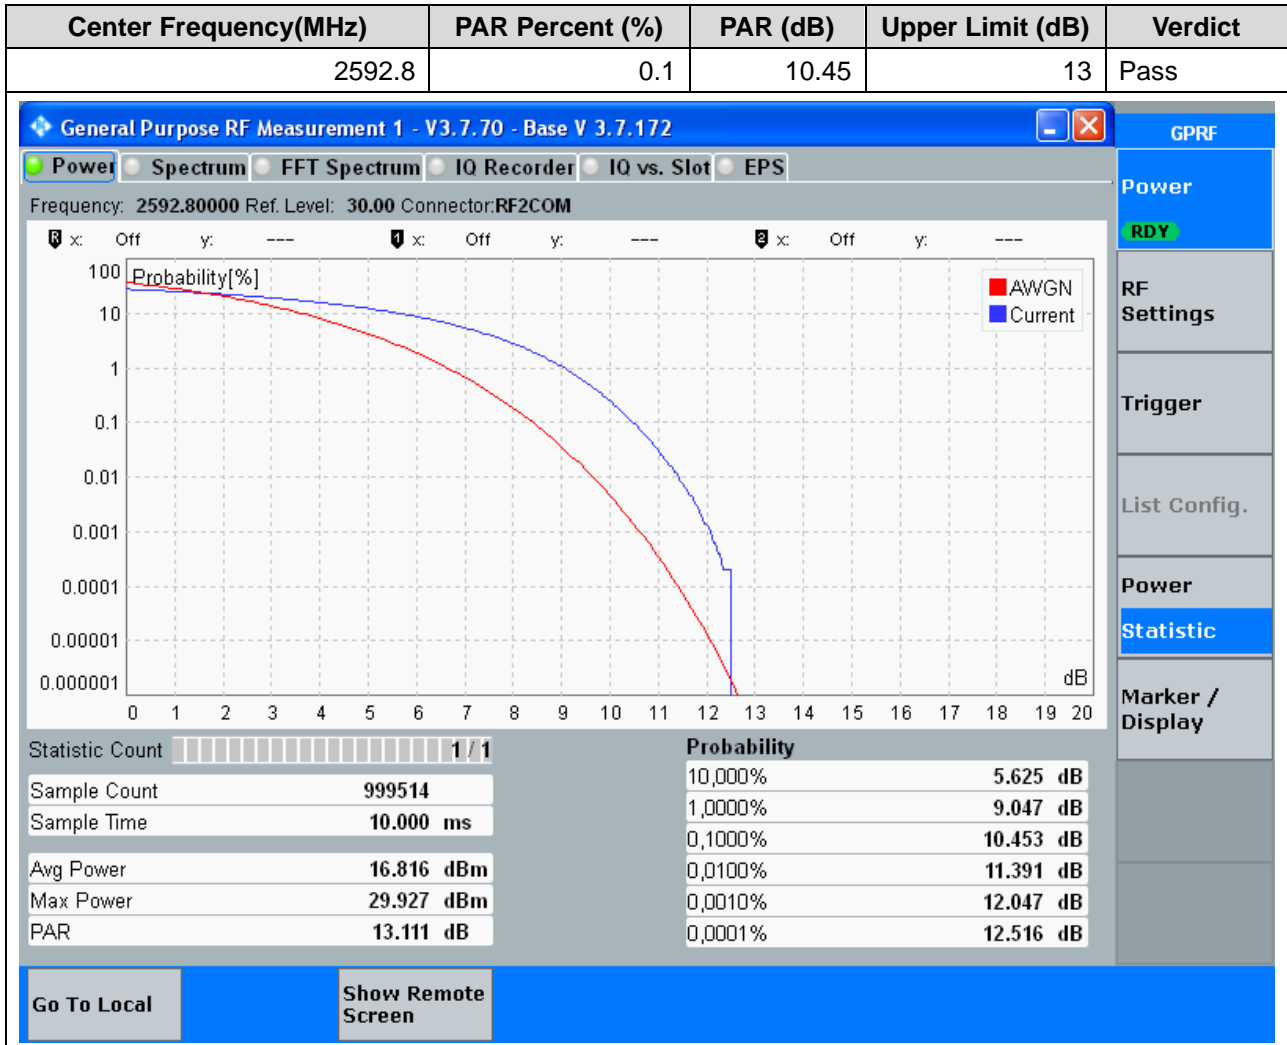 Center Frequency(MHz) PAR Percent (%) PAR (dB) Upper Limit (dB) Verdict
2592.8 0.1 10.45 13 Pass
General Purpose RF Measurement 1 - V3.7.70 - Base V 3.7.172
GPRF
Power Spectrum FFT Spectrum IQ Recorder IQ vs. Slot EPS
Frequency: 2592.80000 Ref. Level: 30.00 Connector:RF2COM
R x: Off y: --- 1 x: Off y: --- 2 x: Off y: ---
Probability[%]
AWGN
Current
100
10
1
0.1
0.01
0.001
0.0001
0.00001
0.000001
dB
0 1 2 3 4 5 6 7 8 9 10 11 12 13 14 15 16 17 18 19 20
Statistic Count 1 / 1
Sample Count 999514
Sample Time 10.000 ms
Avg Power 16.816 dBm
Max Power 29.927 dBm
PAR 13.111 dB
Probability
10,000% 5.625 dB
1,0000% 9.047 dB
0,1000% 10.453 dB
0,0100% 11.391 dB
0,0010% 12.047 dB
0,0001% 12.516 dB
Power
RDY
RF
Settings
Trigger
List Config.
Power
Statistic
Marker /
Display
Go To Local
Show Remote
Screen